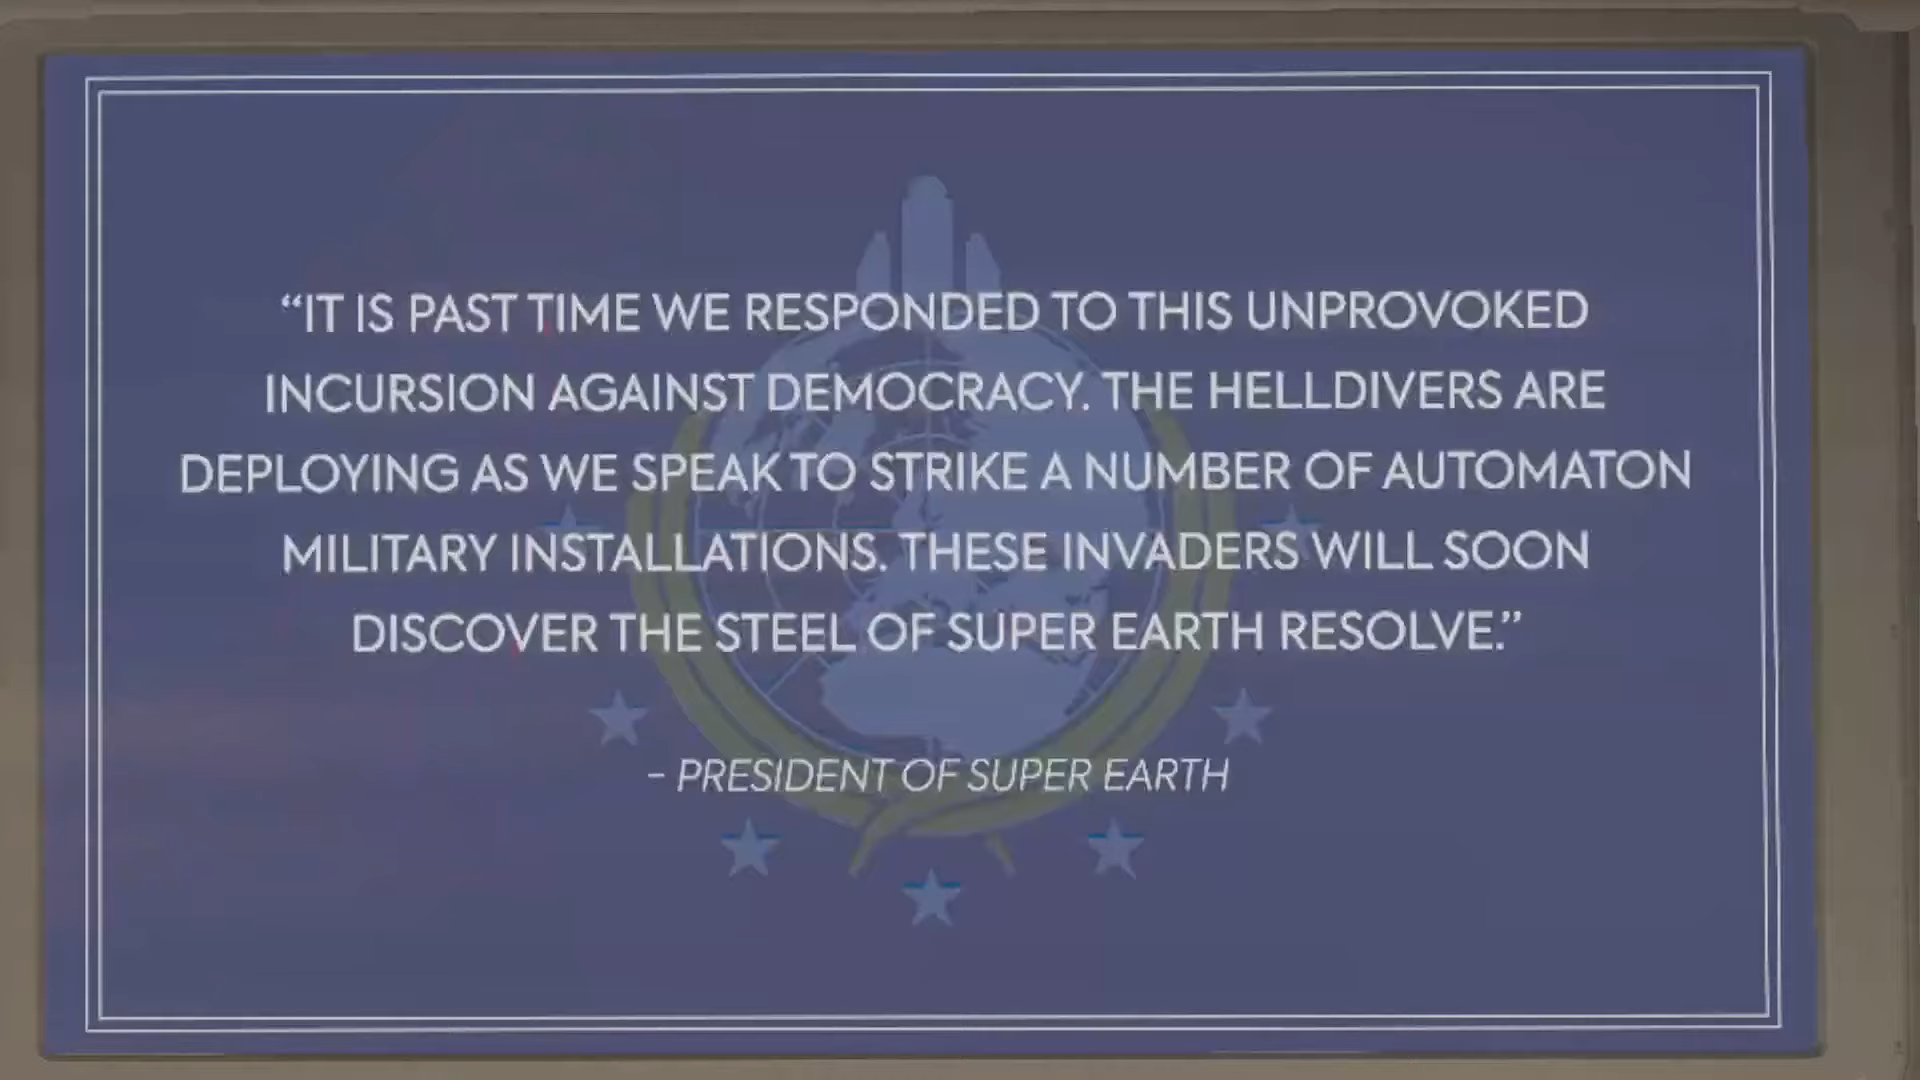 “IT IS PAST TIME WE RESPONDED TO THIS UNPROVOKED
INCURSION AGAINST DEMOCRACY. THE HELLDIVERS ARE
DEPLOYING AS WE SPEAK TO STRIKE A NUMBER OF AUTOMATON
MILITARY INSTALLATIONS. THESE INVADERS WILL SOON
DISCOVER THE STEEL OF SUPER EARTH RESOLVE.”
– PRESIDENT OF SUPER EARTH